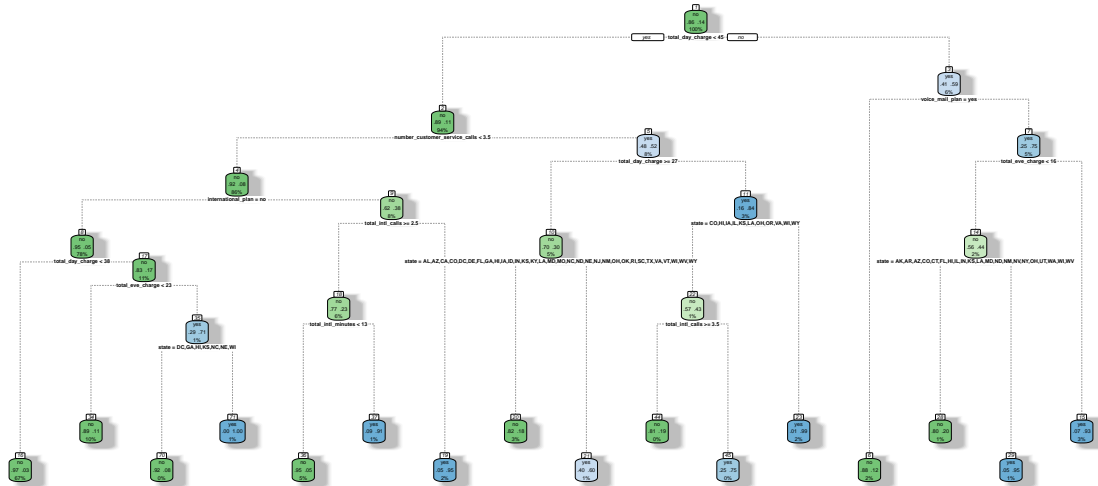 1
no
.86 .14
100%
total_day_charge < 45
yes
no
3
yes
.41 .59
6%
voice_mail_plan = yes
2
no
.89 .11
94%
number_customer_service_calls < 3.5
5
yes
.48 .52
8%
total_day_charge >= 27
7
yes
.25 .75
5%
total_eve_charge < 16
4
no
.92 .08
86%
international_plan = no
9
no
.62 .38
8%
total_intl_calls >= 2.5
11
yes
.16 .84
3%
state = CO,HI,IA,IL,KS,LA,OH,OR,VA,WI,WY
8
no
.95 .05
78%
total_day_charge < 38
17
no
.83 .17
11%
total_eve_charge < 23
10
no
.70 .30
5%
state = AL,AZ,CA,CO,DC,DE,FL,GA,HI,IA,ID,IN,KS,KY,LA,MD,MO,NC,ND,NE,NJ,NM,OH,OK,RI,SC,TX,VA,VT,WI,WV,WY
14
no
.56 .44
2%
state = AK,AR,AZ,CO,CT,FL,HI,IL,IN,KS,LA,MD,ND,NM,NV,NY,OH,UT,WA,WI,WV
18
no
.77 .23
6%
total_intl_minutes < 13
22
no
.57 .43
1%
total_intl_calls >= 3.5
35
yes
.29 .71
1%
state = DC,GA,HI,KS,NC,NE,WI
34
no
.89 .11
10%
71
yes
.00 1.00
1%
37
yes
.09 .91
1%
20
no
.82 .18
3%
44
no
.81 .19
0%
23
yes
.01 .99
2%
28
no
.80 .20
1%
15
yes
.07 .93
3%
16
no
.97 .03
67%
70
no
.92 .08
0%
36
no
.95 .05
5%
19
yes
.05 .95
2%
21
yes
.40 .60
1%
45
yes
.25 .75
0%
6
no
.88 .12
2%
29
yes
.05 .95
1%